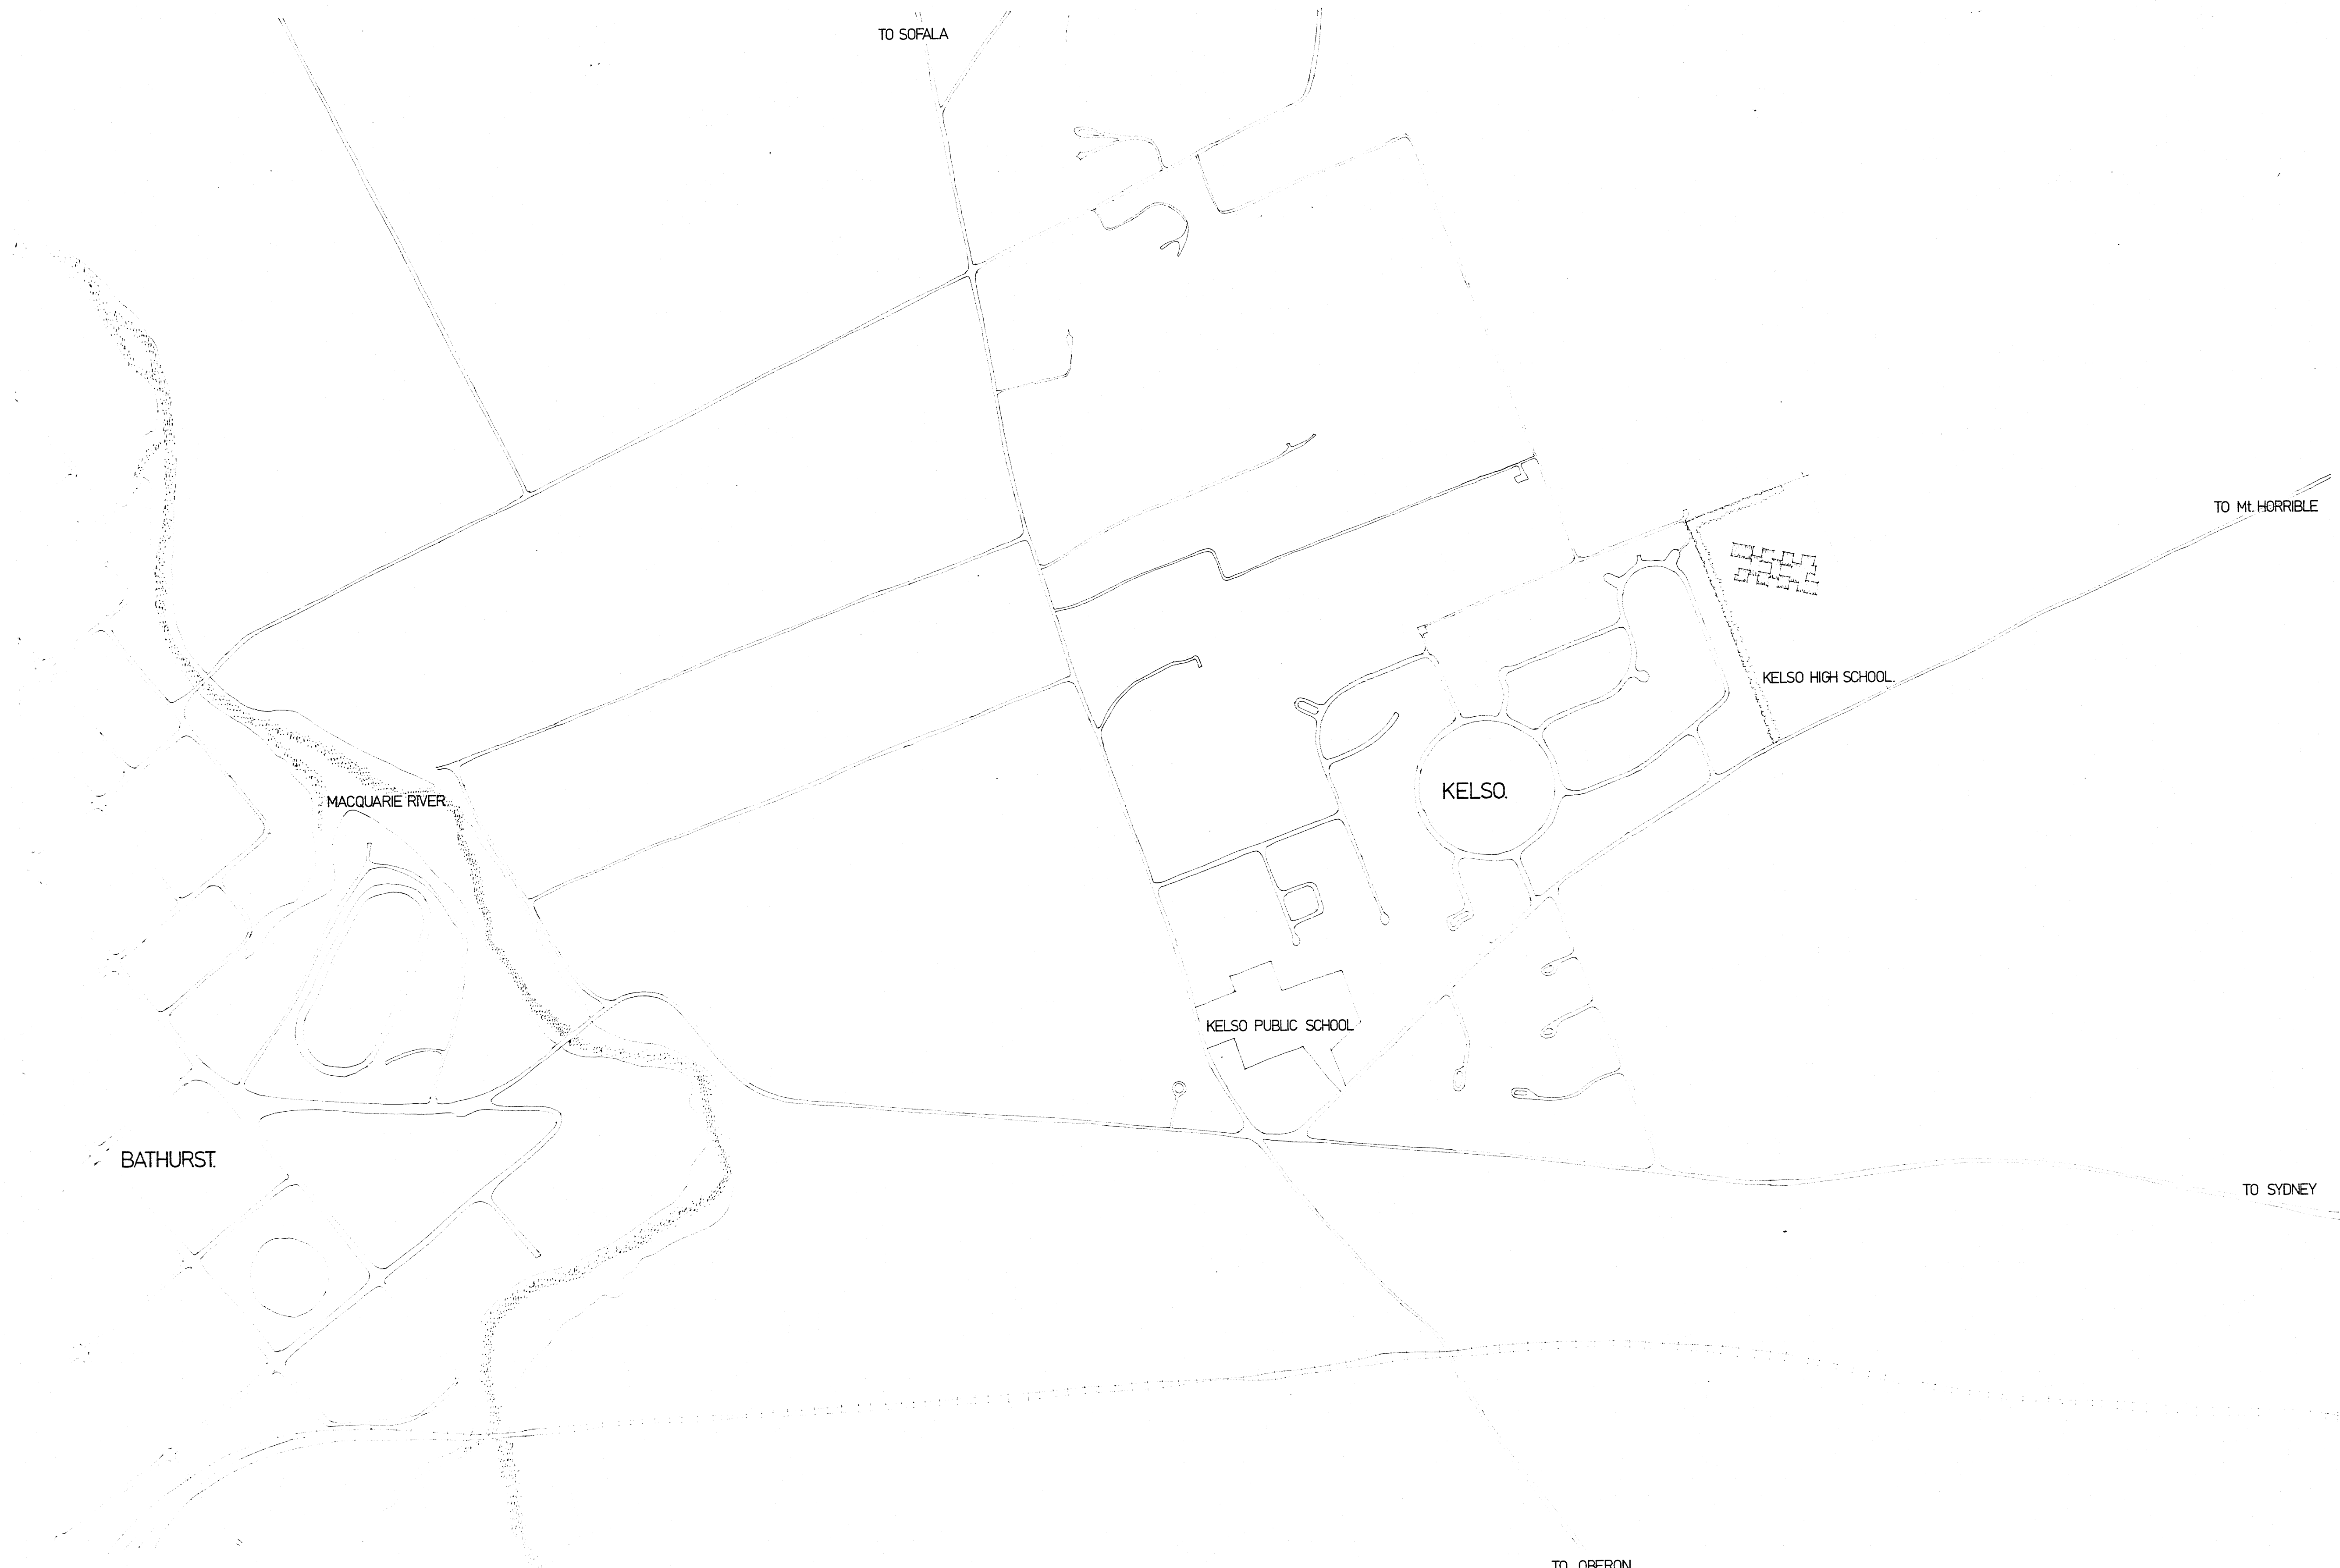 TO SOFALA
TO Mt. HORRIBLE
KELSO HIGH SCHOOL.
KELSO.
MACQUARIE RIVER.
KELSO PUBLIC SCHOOL
BATHURST.
TO SYDNEY
TO OBERON